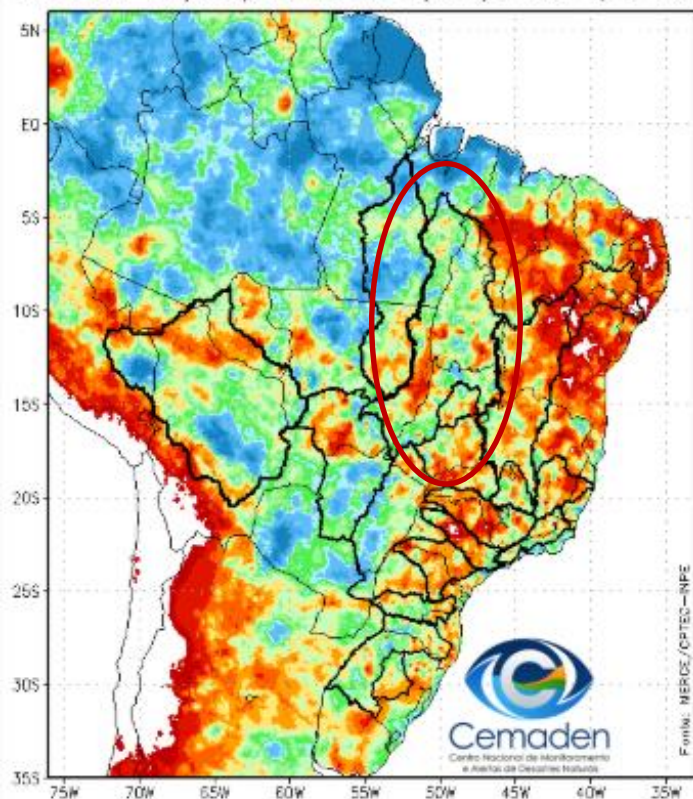 5N
EQ
5S
10S
15S
20S
25S
30S
35S
Cemaden
Centro Nacional de Monitoramento
e Alertas de Desastres Naturais
Fonte: MERGE/CPTEC-INPE
75W 70W 65W 60W 55W 50W 45W 40W 35W